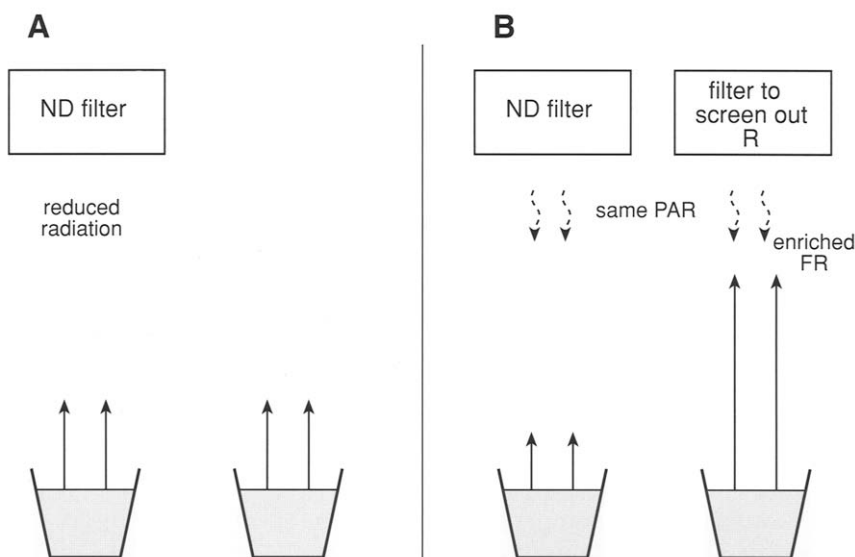 A
ND filter
reduced
radiation
B
ND filter
filter to
screen out
R
same PAR
enriched
FR